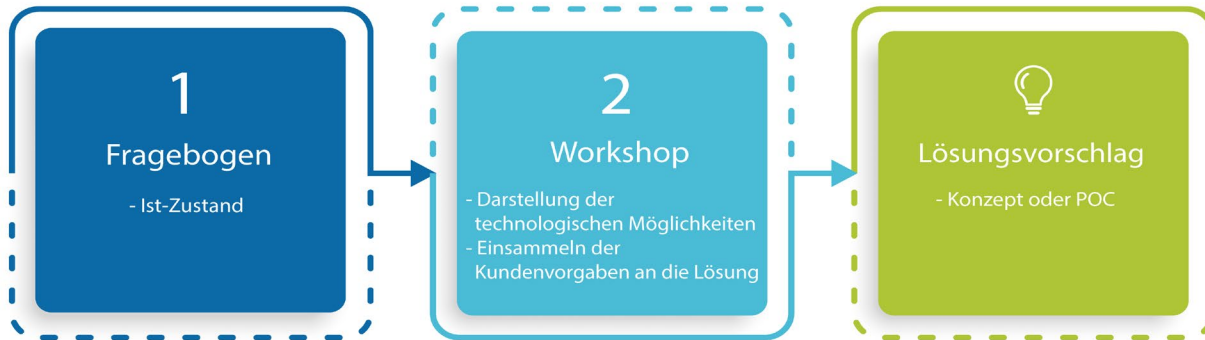 1
Fragebogen
- Ist-Zustand
2
Workshop
- Darstellung der
technologischen Möglichkeiten
- Einsammeln der
Kundenvorgaben an die Lösung
Lösungsvorschlag
- Konzept oder POC